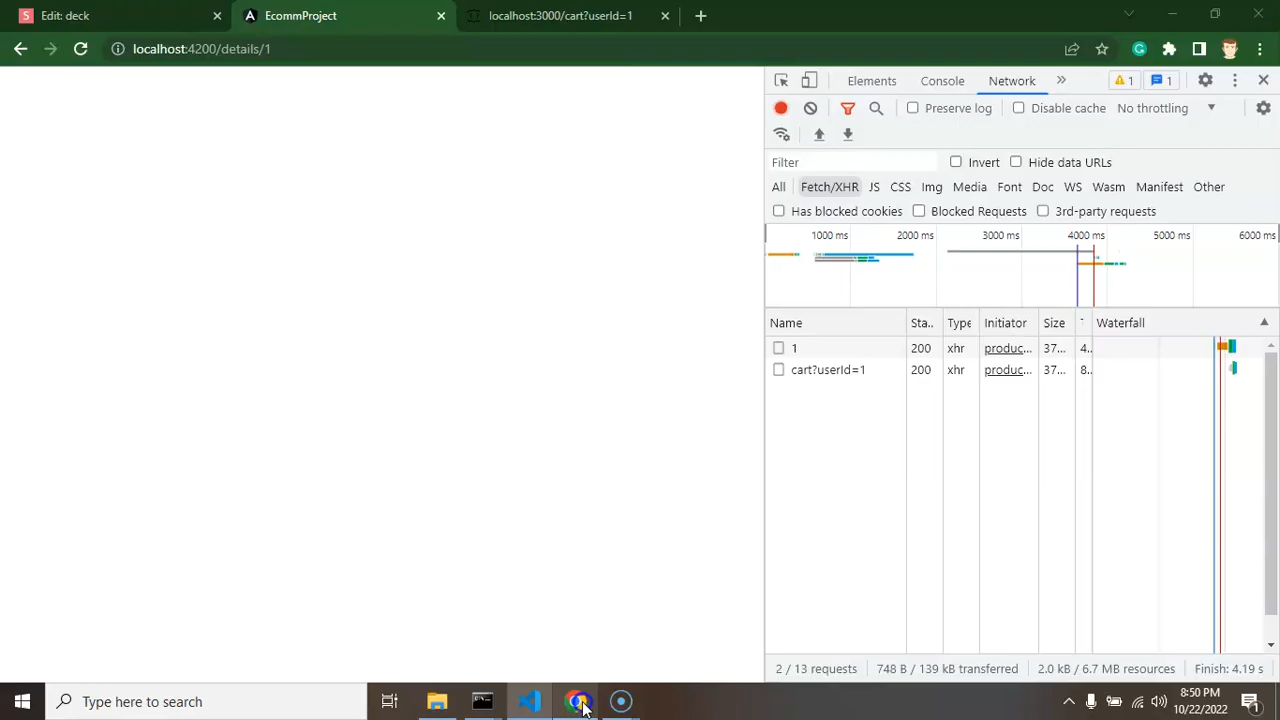 Edit: deck
EcommProject
localhost:3000/cart?userId=1
localhost:4200/details/1
Elements
Console
Network
1
1
Preserve log
Disable cache
No throttling
Filter
Invert
Hide data URLs
All
Fetch/XHR
JS
CSS
Img
Media
Font
Doc
WS
Wasm
Manifest
Other
Has blocked cookies
Blocked Requests
3rd-party requests
1000 ms
2000 ms
3000 ms
4000 ms
5000 ms
6000 ms
Name
Sta..
Type
Initiator
Size
Waterfall
1
200
xhr
produc...
37...
4..
cart?userId=1
200
xhr
produc...
37...
8..
2 / 13 requests
748 B / 139 kB transferred
2.0 kB / 6.7 MB resources
Finish: 4.19 s
Type here to search
8:50 PM
10/22/2022
1